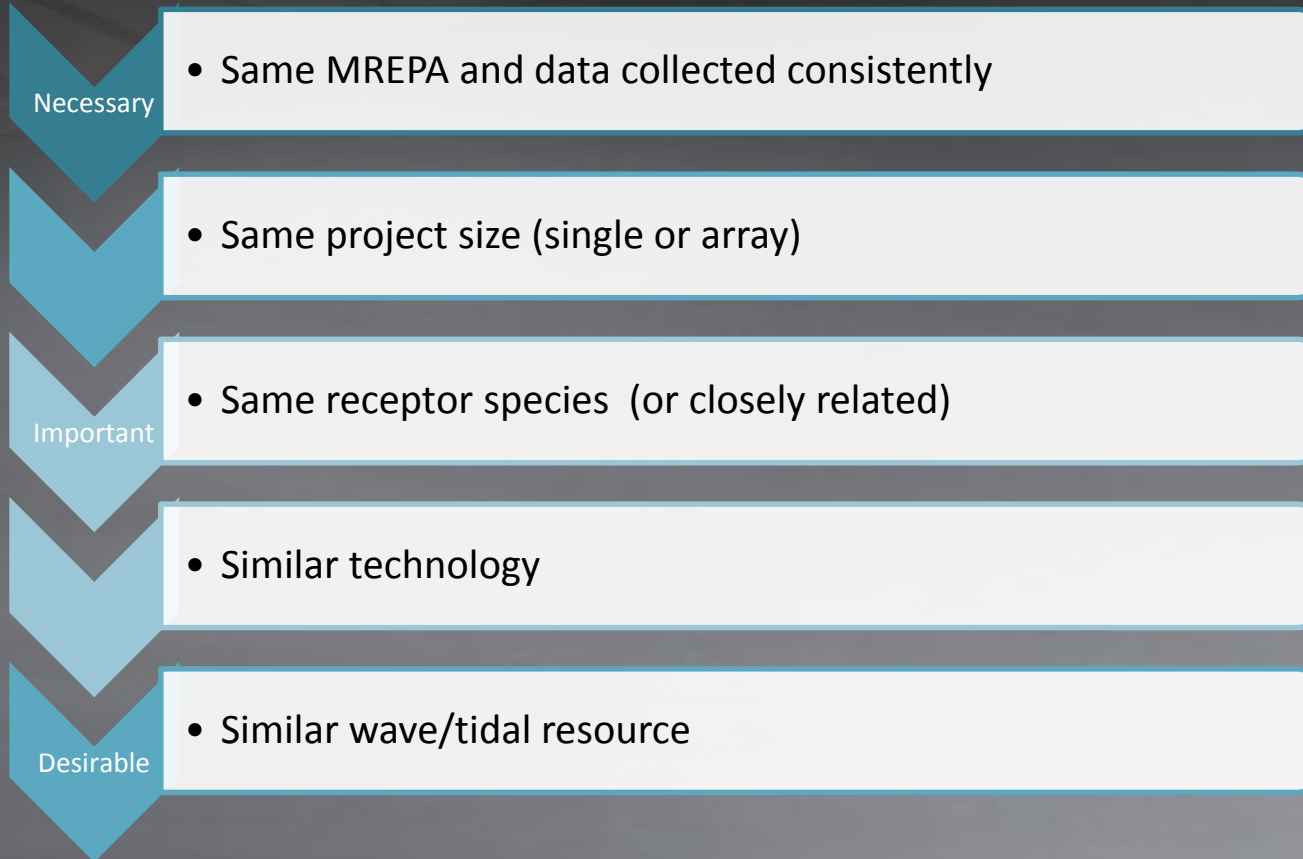 Necessary
• Same MREPA and data collected consistently
• Same project size (single or array)
Important
• Same receptor species (or closely related)
• Similar technology
Desirable
• Similar wave/tidal resource